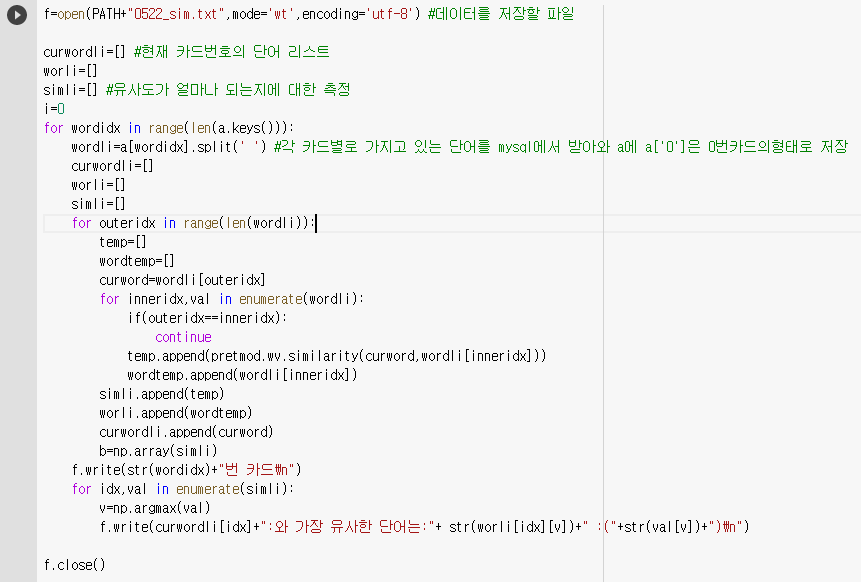 f=open(PATH+"0522_sim.txt",mode='wt',encoding='utf-8') #데이터를 저장할 파일

curwordli=[] #현재 카드번호의 단어 리스트
worli=[]
simli=[] #유사도가 얼마나 되는지에 대한 측정
i=0
for wordidx in range(len(a.keys())):
    wordli=a[wordidx].split(' ') #각 카드별로 가지고 있는 단어를 mysql에서 받아와 a에 a['0']은 0번카드의형태로 저장
    curwordli=[]
    worli=[]
    simli=[]
    for outeridx in range(len(wordli)):
        temp=[]
        wordtemp=[]
        curword=wordli[outeridx]
        for inneridx,val in enumerate(wordli):
            if(outeridx==inneridx):
                continue
            temp.append(pretmod.wv.similarity(curword,wordli[inneridx]))
            wordtemp.append(wordli[inneridx])
        simli.append(temp)
        worli.append(wordtemp)
        curwordli.append(curword)
        b=np.array(simli)
    f.write(str(wordidx)+"번 카드₩n")
    for idx,val in enumerate(simli):
        v=np.argmax(val)
        f.write(curwordli[idx]+":와 가장 유사한 단어는:"+ str(worli[idx][v])+" :("+str(val[v])+")₩n")

f.close()